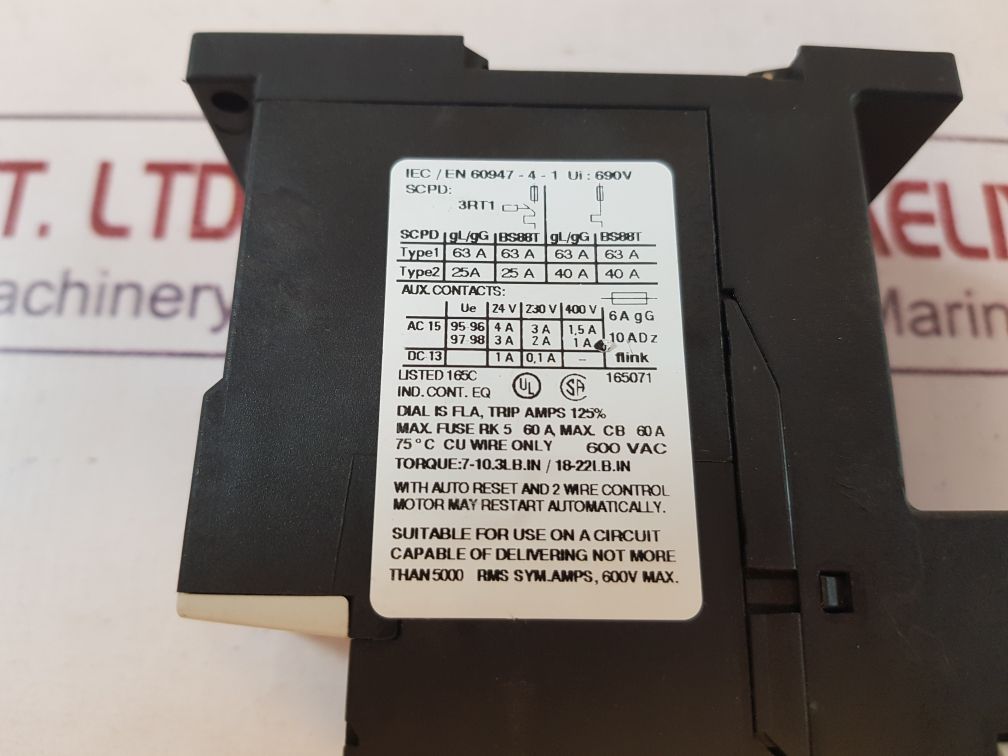 IEC / EN 60947 - 4 - 1 Ui : 690V
SCPD:
3RT1
SCPD gL/gG BS88T gL/gG BS88T
Type1 63 A 63 A 63 A 63 A
Type2 25A 25 A 40 A 40 A
AUX. CONTACTS:
Ue 24 V 230 V 400 V 6 A gG
AC 15 95-96 4 A 3 A 1,5 A
97-98 3 A 2 A 1 A 10 A Dz
DC-13 1 A 0,1 A -- flink
LISTED 165C UL SA 165071
IND. CONT. EQ
DIAL IS FLA, TRIP AMPS 125%
MAX. FUSE RK 5 60 A, MAX. CB 60 A
75 °C CU WIRE ONLY 600 VAC
TORQUE:7-10.3LB.IN / 18-22LB.IN
WITH AUTO RESET AND 2 WIRE CONTROL
MOTOR MAY RESTART AUTOMATICALLY.
SUITABLE FOR USE ON A CIRCUIT
CAPABLE OF DELIVERING NOT MORE
THAN 5000 RMS SYM.AMPS, 600V MAX.
T. LTD
achinery
AELI
Marin